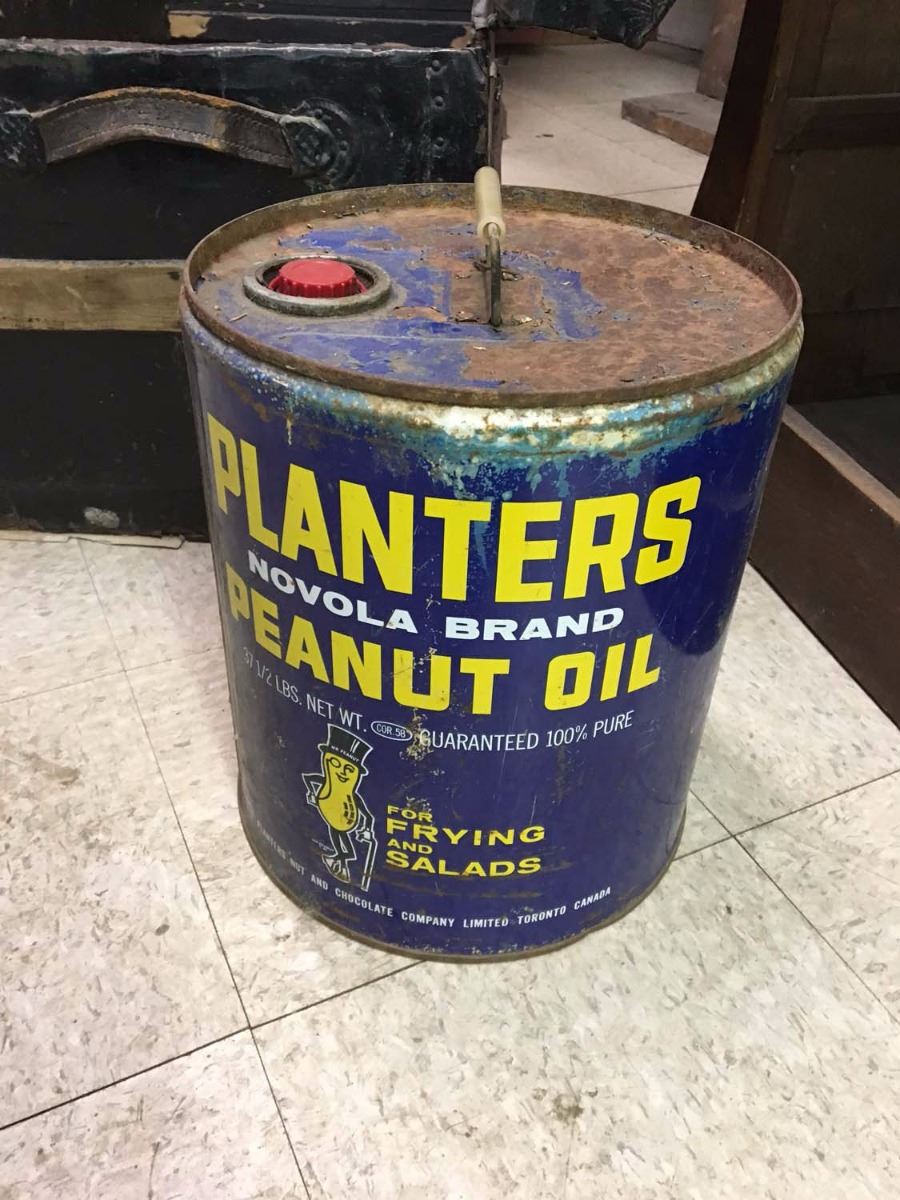 PLANTERS
NOVOLA BRAND
PEANUT OIL
37 1/2 LBS. NET WT. COR.58 GUARANTEED 100% PURE
MR PEANUT
FOR
FRYING
AND
SALADS
PLANTERS NUT AND CHOCOLATE COMPANY LIMITED TORONTO CANADA